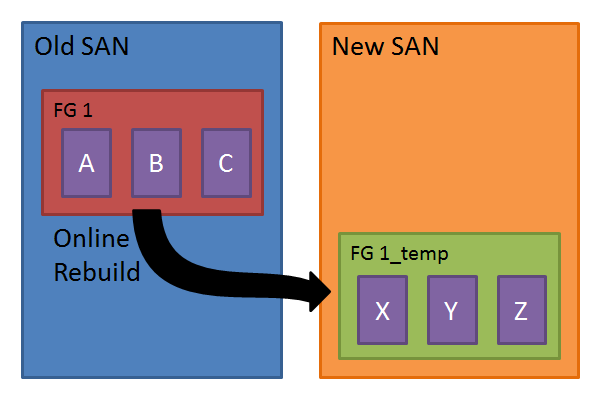 Old SAN
FG 1
A B C
Online
Rebuild
New SAN
FG 1_temp
X Y Z